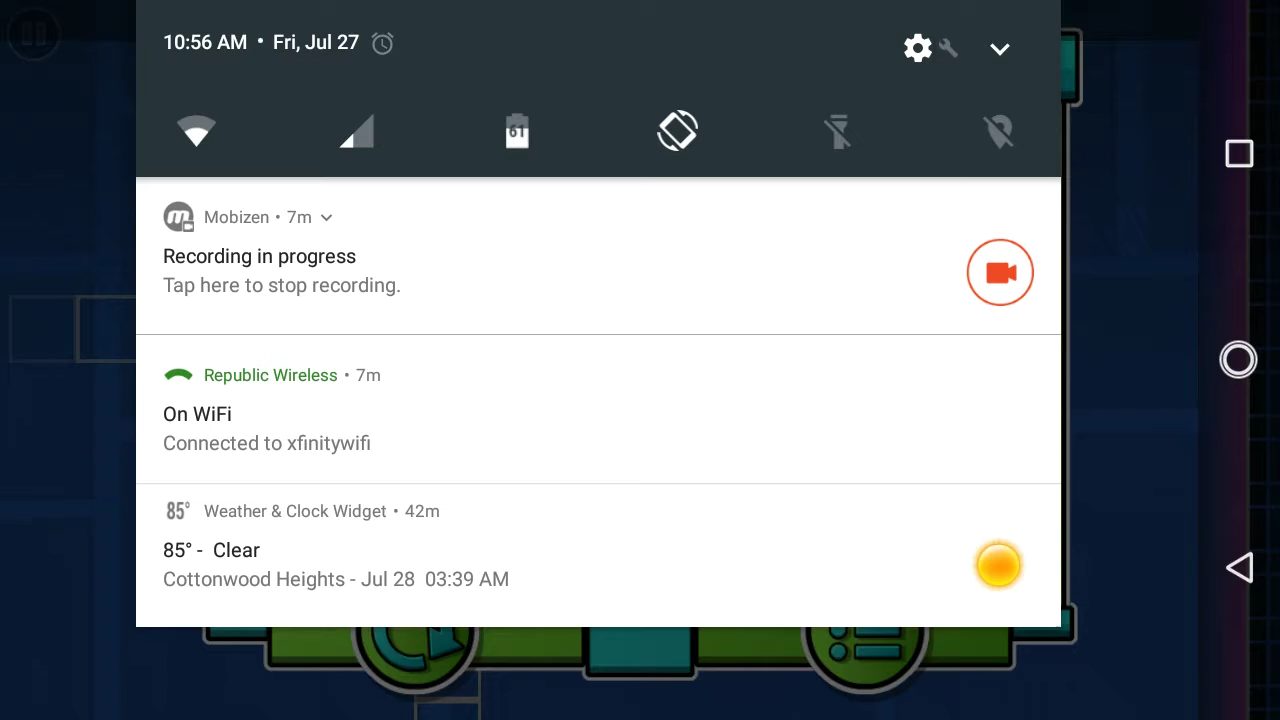 10:56 AM • Fri, Jul 27
61
Mobizen • 7m
Recording in progress
Tap here to stop recording.
Republic Wireless • 7m
On WiFi
Connected to xfinitywifi
85° Weather & Clock Widget • 42m
85° - Clear
Cottonwood Heights - Jul 28 03:39 AM